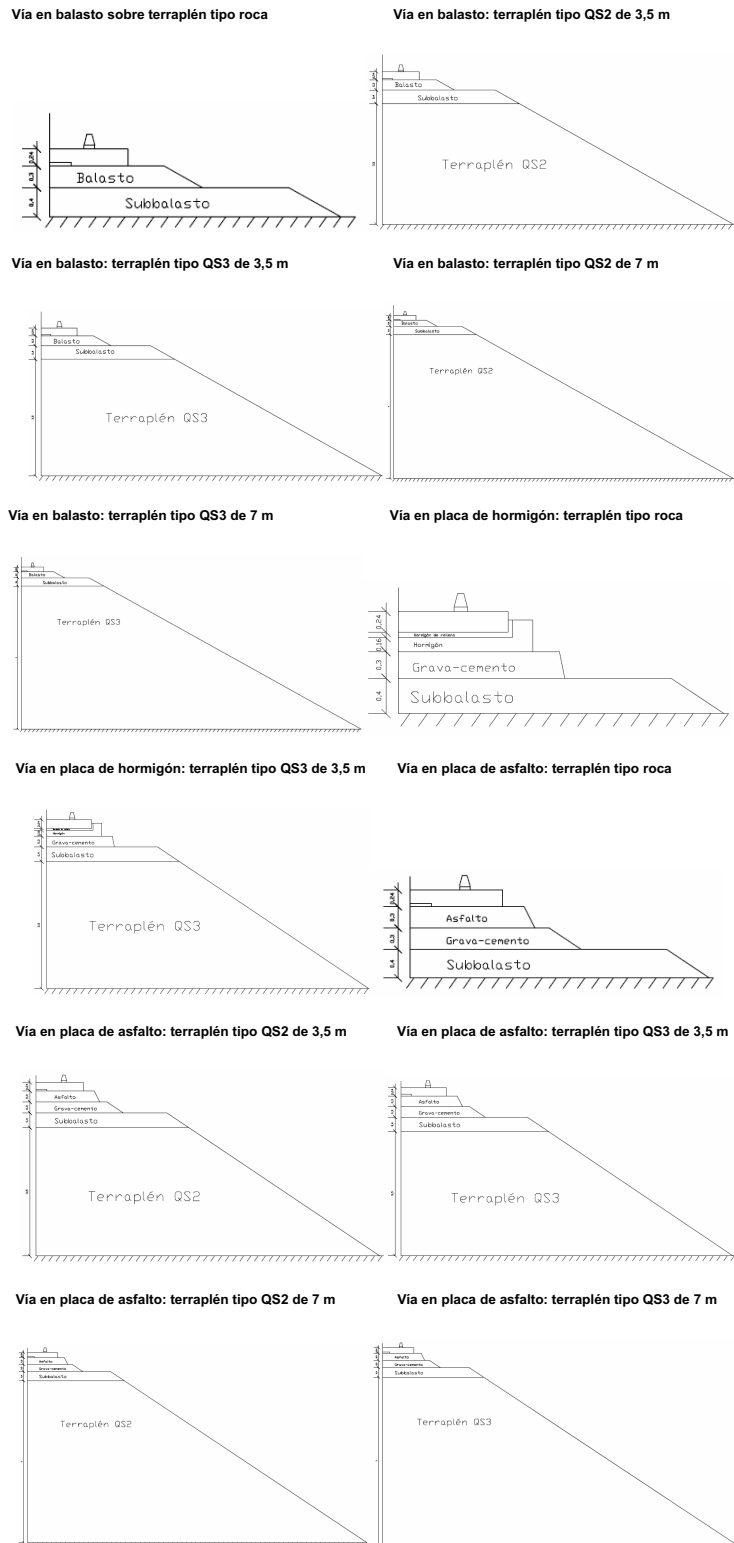 Vía en balasto sobre terraplén tipo roca
Vía en balasto: terraplén tipo QS2 de 3,5 m
0,24
0,3
0,4
Balasto
Subbalasto
Balasto
Subbalasto
Terraplén QS2
Vía en balasto: terraplén tipo QS3 de 3,5 m
Vía en balasto: terraplén tipo QS2 de 7 m
Balasto
Subbalasto
Terraplén QS3
Balasto
Subbalasto
Terraplén QS2
Vía en balasto: terraplén tipo QS3 de 7 m
Vía en placa de hormigón: terraplén tipo roca
Balasto
Subbalasto
Terraplén QS3
0,24
0,16
0,3
0,4
Hormigón de relleno
Hormigón
Grava-cemento
Subbalasto
Vía en placa de hormigón: terraplén tipo QS3 de 3,5 m
Vía en placa de asfalto: terraplén tipo roca
Hormigón
Grava-cemento
Subbalasto
Terraplén QS3
0,24
0,3
0,3
0,4
Asfalto
Grava-cemento
Subbalasto
Vía en placa de asfalto: terraplén tipo QS2 de 3,5 m
Vía en placa de asfalto: terraplén tipo QS3 de 3,5 m
Asfalto
Grava-cemento
Subbalasto
Terraplén QS2
Asfalto
Grava-cemento
Subbalasto
Terraplén QS3
Vía en placa de asfalto: terraplén tipo QS2 de 7 m
Vía en placa de asfalto: terraplén tipo QS3 de 7 m
Asfalto
Grava-cemento
Subbalasto
Terraplén QS2
Asfalto
Grava-cemento
Subbalasto
Terraplén QS3